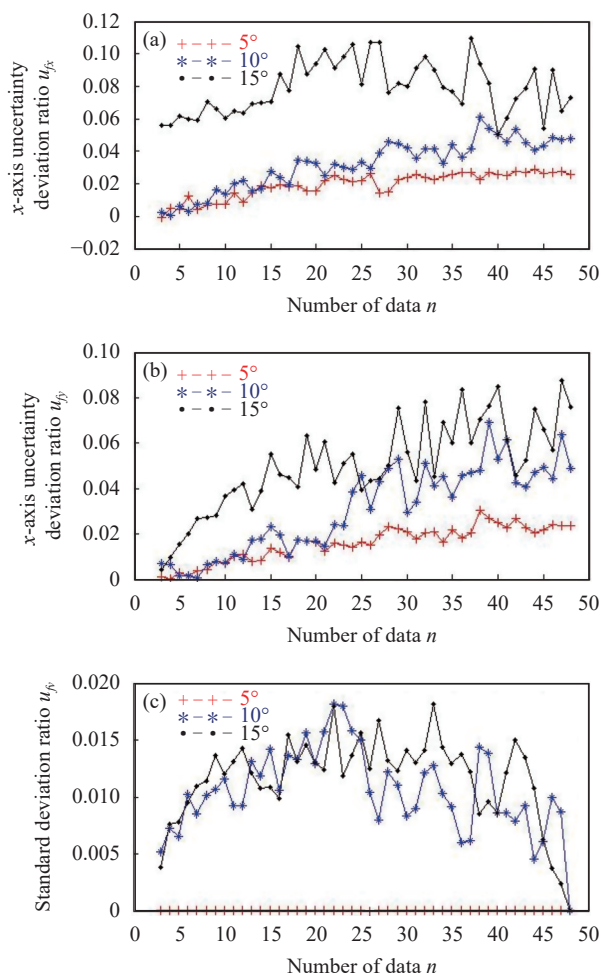 (a)
+－+－+－ 5°
*－*－*－ 10°
•－•－•－ 15°
x-axis uncertainty
deviation ratio u_fx
0.12
0.10
0.08
0.06
0.04
0.02
0
−0.02
0 5 10 15 20 25 30 35 40 45 50
Number of data n
(b)
+－+－+－ 5°
*－*－*－ 10°
•－•－•－ 15°
x-axis uncertainty
deviation ratio u_fy
0.10
0.08
0.06
0.04
0.02
0
0 5 10 15 20 25 30 35 40 45 50
Number of data n
(c)
+－+－+－ 5°
*－*－*－ 10°
•－•－•－ 15°
Standard deviation ratio u_fv
0.020
0.015
0.010
0.005
0
0 5 10 15 20 25 30 35 40 45 50
Number of data n